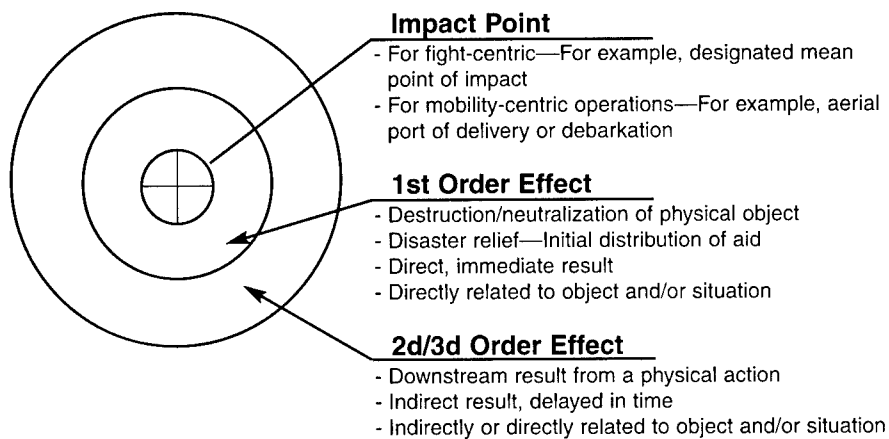 Impact Point
- For fight-centric—For example, designated mean
point of impact
- For mobility-centric operations—For example, aerial
port of delivery or debarkation
1st Order Effect
- Destruction/neutralization of physical object
- Disaster relief—Initial distribution of aid
- Direct, immediate result
- Directly related to object and/or situation
2d/3d Order Effect
- Downstream result from a physical action
- Indirect result, delayed in time
- Indirectly or directly related to object and/or situation